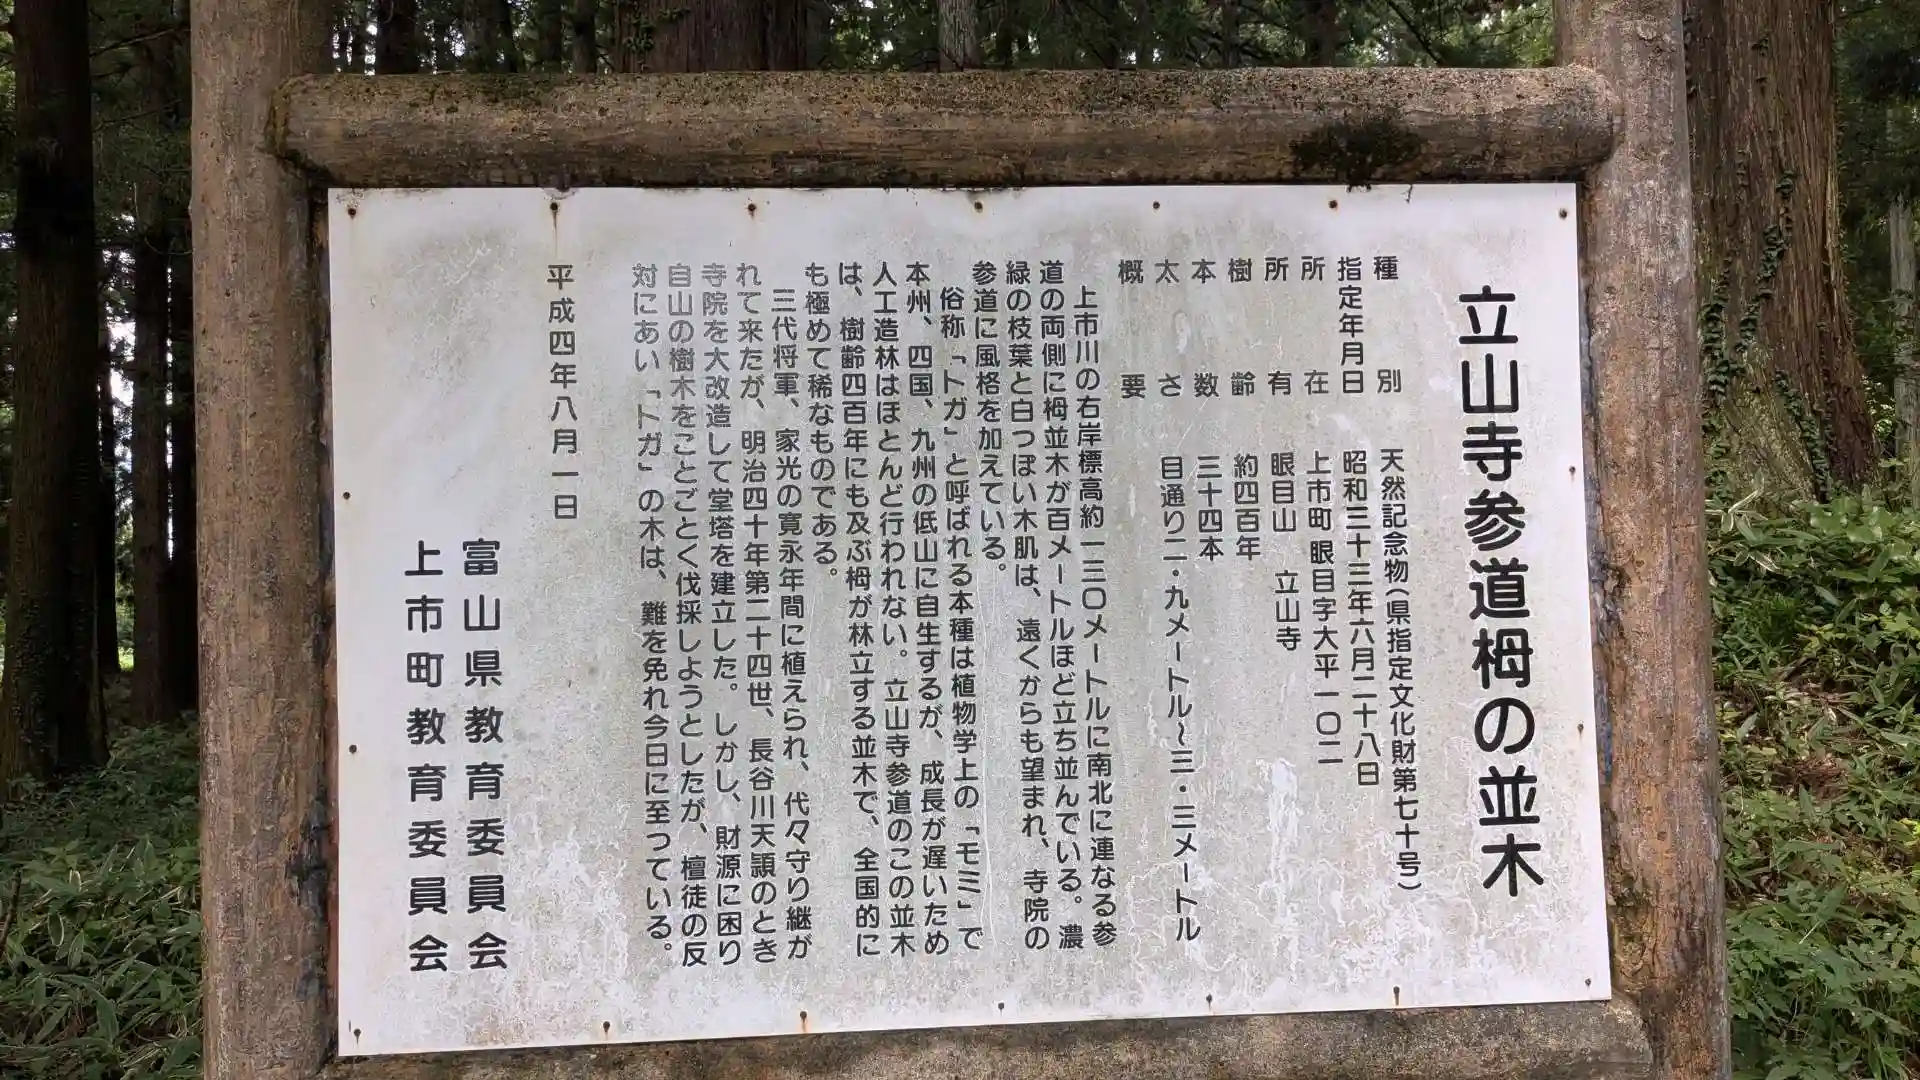 立山寺参道栂の並木
種別　天然記念物（県指定文化財第七十号）
指定年月日　昭和三十三年六月二十八日
所在　上市町眼目字大平一〇二
所有　眼目山　立山寺
樹齢　約四百年
本数　三十四本
太さ　目通り二・九メートル〜三・三メートル
概要
上市川の右岸標高約一三〇メートルに南北に連なる参
道の両側に栂並木が百メートルほど立ち並んでいる。濃
緑の枝葉と白っぽい木肌は、遠くからも望まれ、寺院の
参道に風格を加えている。
俗称「トガ」と呼ばれる本種は植物学上の「モミ」で
本州、四国、九州の低山に自生するが、成長が遅いため
人工造林はほとんど行われない。立山寺参道のこの並木
は、樹齢四百年にも及ぶ栂が林立する並木で、全国的に
も極めて稀なものである。
三代将軍、家光の寛永年間に植えられ、代々守り継が
れて来たが、明治四十年第二十四世、長谷川天頴のとき
寺院を大改造して堂塔を建立した。しかし、財源に困り
自山の樹木をことごとく伐採しようとしたが、檀徒の反
対にあい「トガ」の木は、難を免れ今日に至っている。
平成四年八月一日
富山県教育委員会
上市町教育委員会